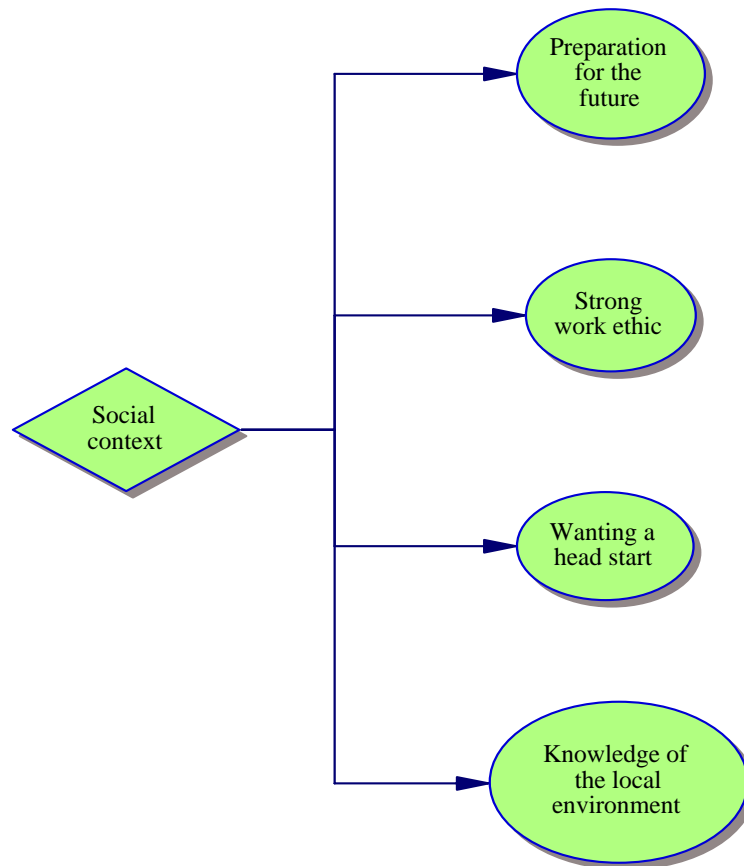 Preparation
for the
future
Strong
work ethic
Social
context
Wanting a
head start
Knowledge of
the local
environment